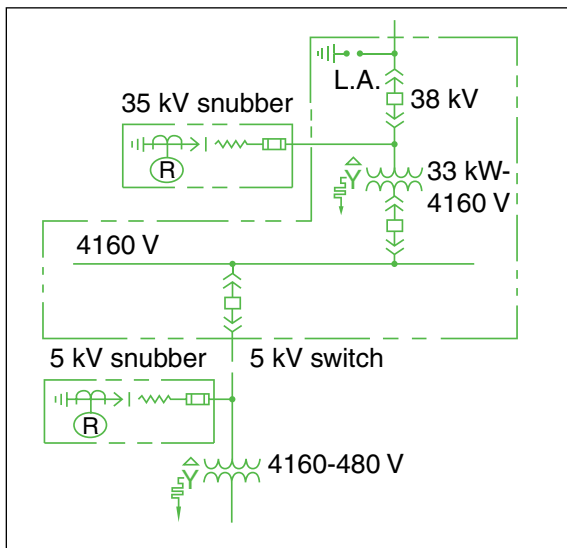 L.A.
35 kV snubber
38 kV
R
33 kW-
4160 V
Y
4160 V
5 kV snubber
5 kV switch
R
4160-480 V
Y